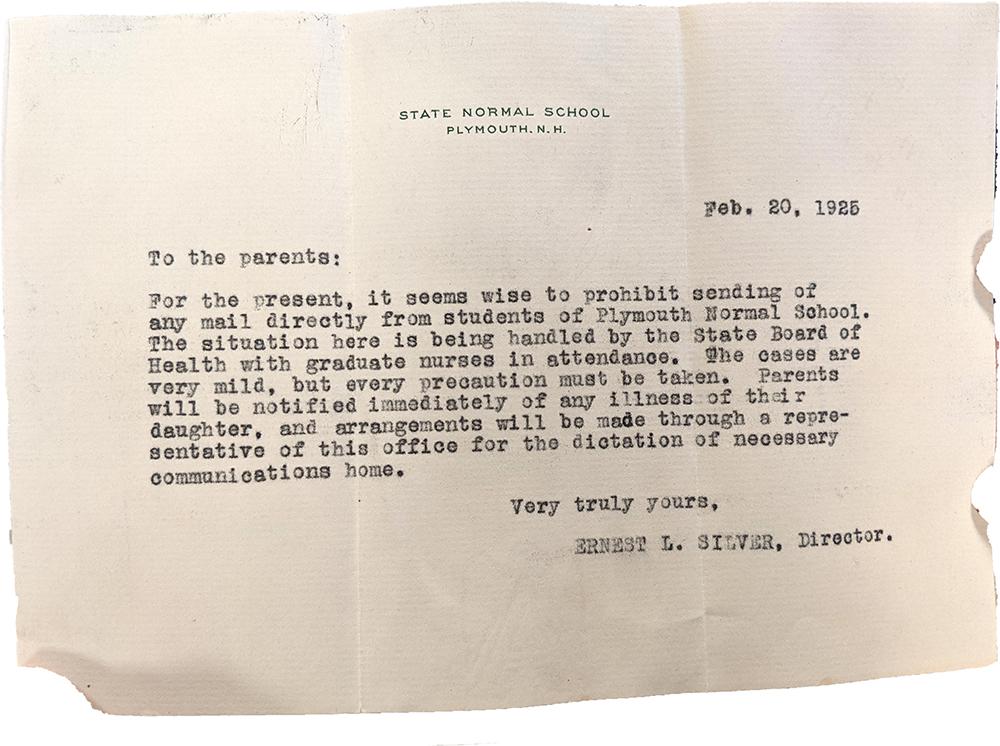 STATE NORMAL SCHOOL
PLYMOUTH, N. H.
Feb. 20, 1925
To the parents:
For the present, it seems wise to prohibit sending of
any mail directly from students of Plymouth Normal School.
The situation here is being handled by the State Board of
Health with graduate nurses in attendance. The cases are
very mild, but every precaution must be taken. Parents
will be notified immediately of any illness of their
daughter, and arrangements will be made through a repre-
sentative of this office for the dictation of necessary
communications home.
Very truly yours,
ERNEST L. SILVER, Director.